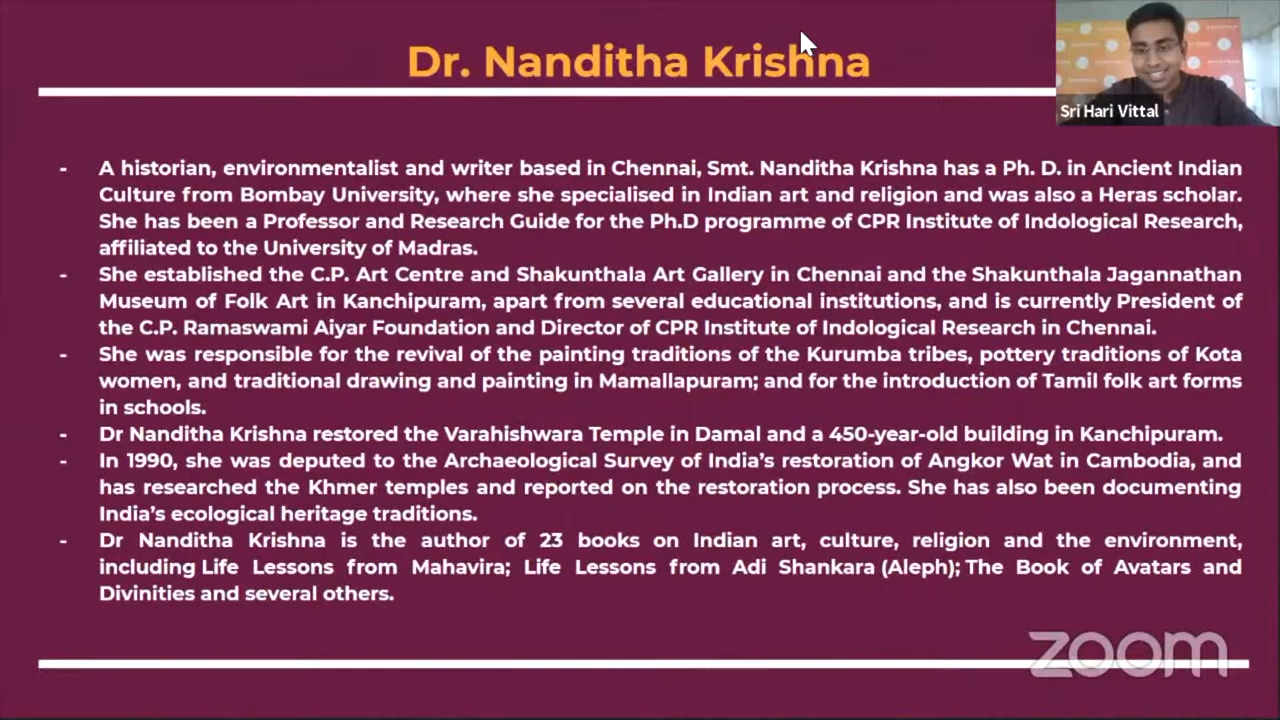 Dr. Nanditha Krishna
Sri Hari Vittal
- A historian, environmentalist and writer based in Chennai, Smt. Nanditha Krishna has a Ph. D. in Ancient Indian
Culture from Bombay University, where she specialised in Indian art and religion and was also a Heras scholar.
She has been a Professor and Research Guide for the Ph.D programme of CPR Institute of Indological Research,
affiliated to the University of Madras.
- She established the C.P. Art Centre and Shakunthala Art Gallery in Chennai and the Shakunthala Jagannathan
Museum of Folk Art in Kanchipuram, apart from several educational institutions, and is currently President of
the C.P. Ramaswami Aiyar Foundation and Director of CPR Institute of Indological Research in Chennai.
- She was responsible for the revival of the painting traditions of the Kurumba tribes, pottery traditions of Kota
women, and traditional drawing and painting in Mamallapuram; and for the introduction of Tamil folk art forms
in schools.
- Dr Nanditha Krishna restored the Varahishwara Temple in Damal and a 450-year-old building in Kanchipuram.
- In 1990, she was deputed to the Archaeological Survey of India's restoration of Angkor Wat in Cambodia, and
has researched the Khmer temples and reported on the restoration process. She has also been documenting
India's ecological heritage traditions.
- Dr Nanditha Krishna is the author of 23 books on Indian art, culture, religion and the environment,
including Life Lessons from Mahavira; Life Lessons from Adi Shankara (Aleph); The Book of Avatars and
Divinities and several others.
zoom